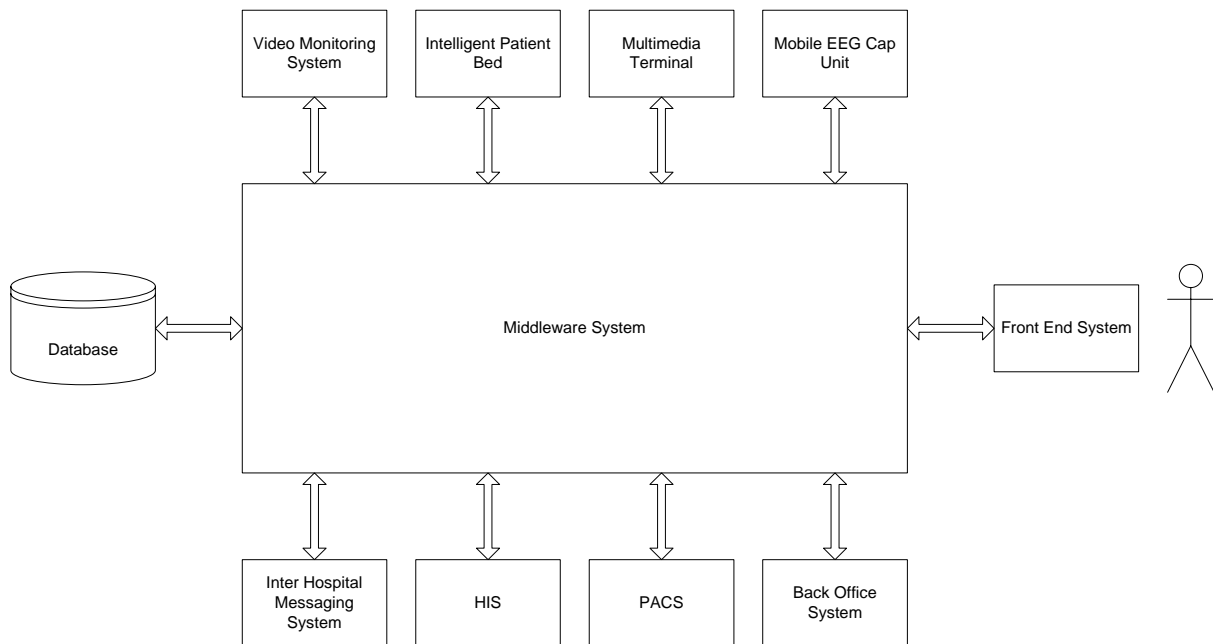 Video Monitoring
System
Intelligent Patient
Bed
Multimedia
Terminal
Mobile EEG Cap
Unit
Database
Middleware System
Front End System
Inter Hospital
Messaging
System
HIS
PACS
Back Office
System